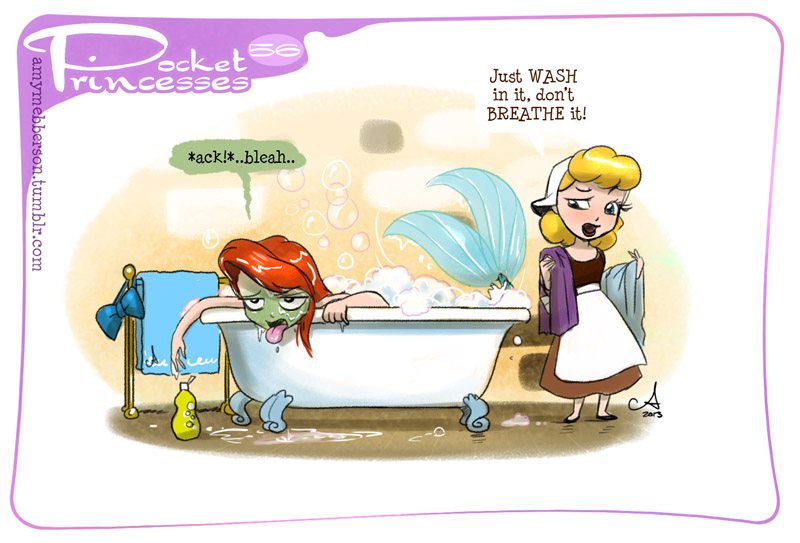 Pocket 56
Princesses
amymebberson.tumblr.com
Just WASH
in it, don't
BREATHE it!
*ack!*..bleah..
A
2013